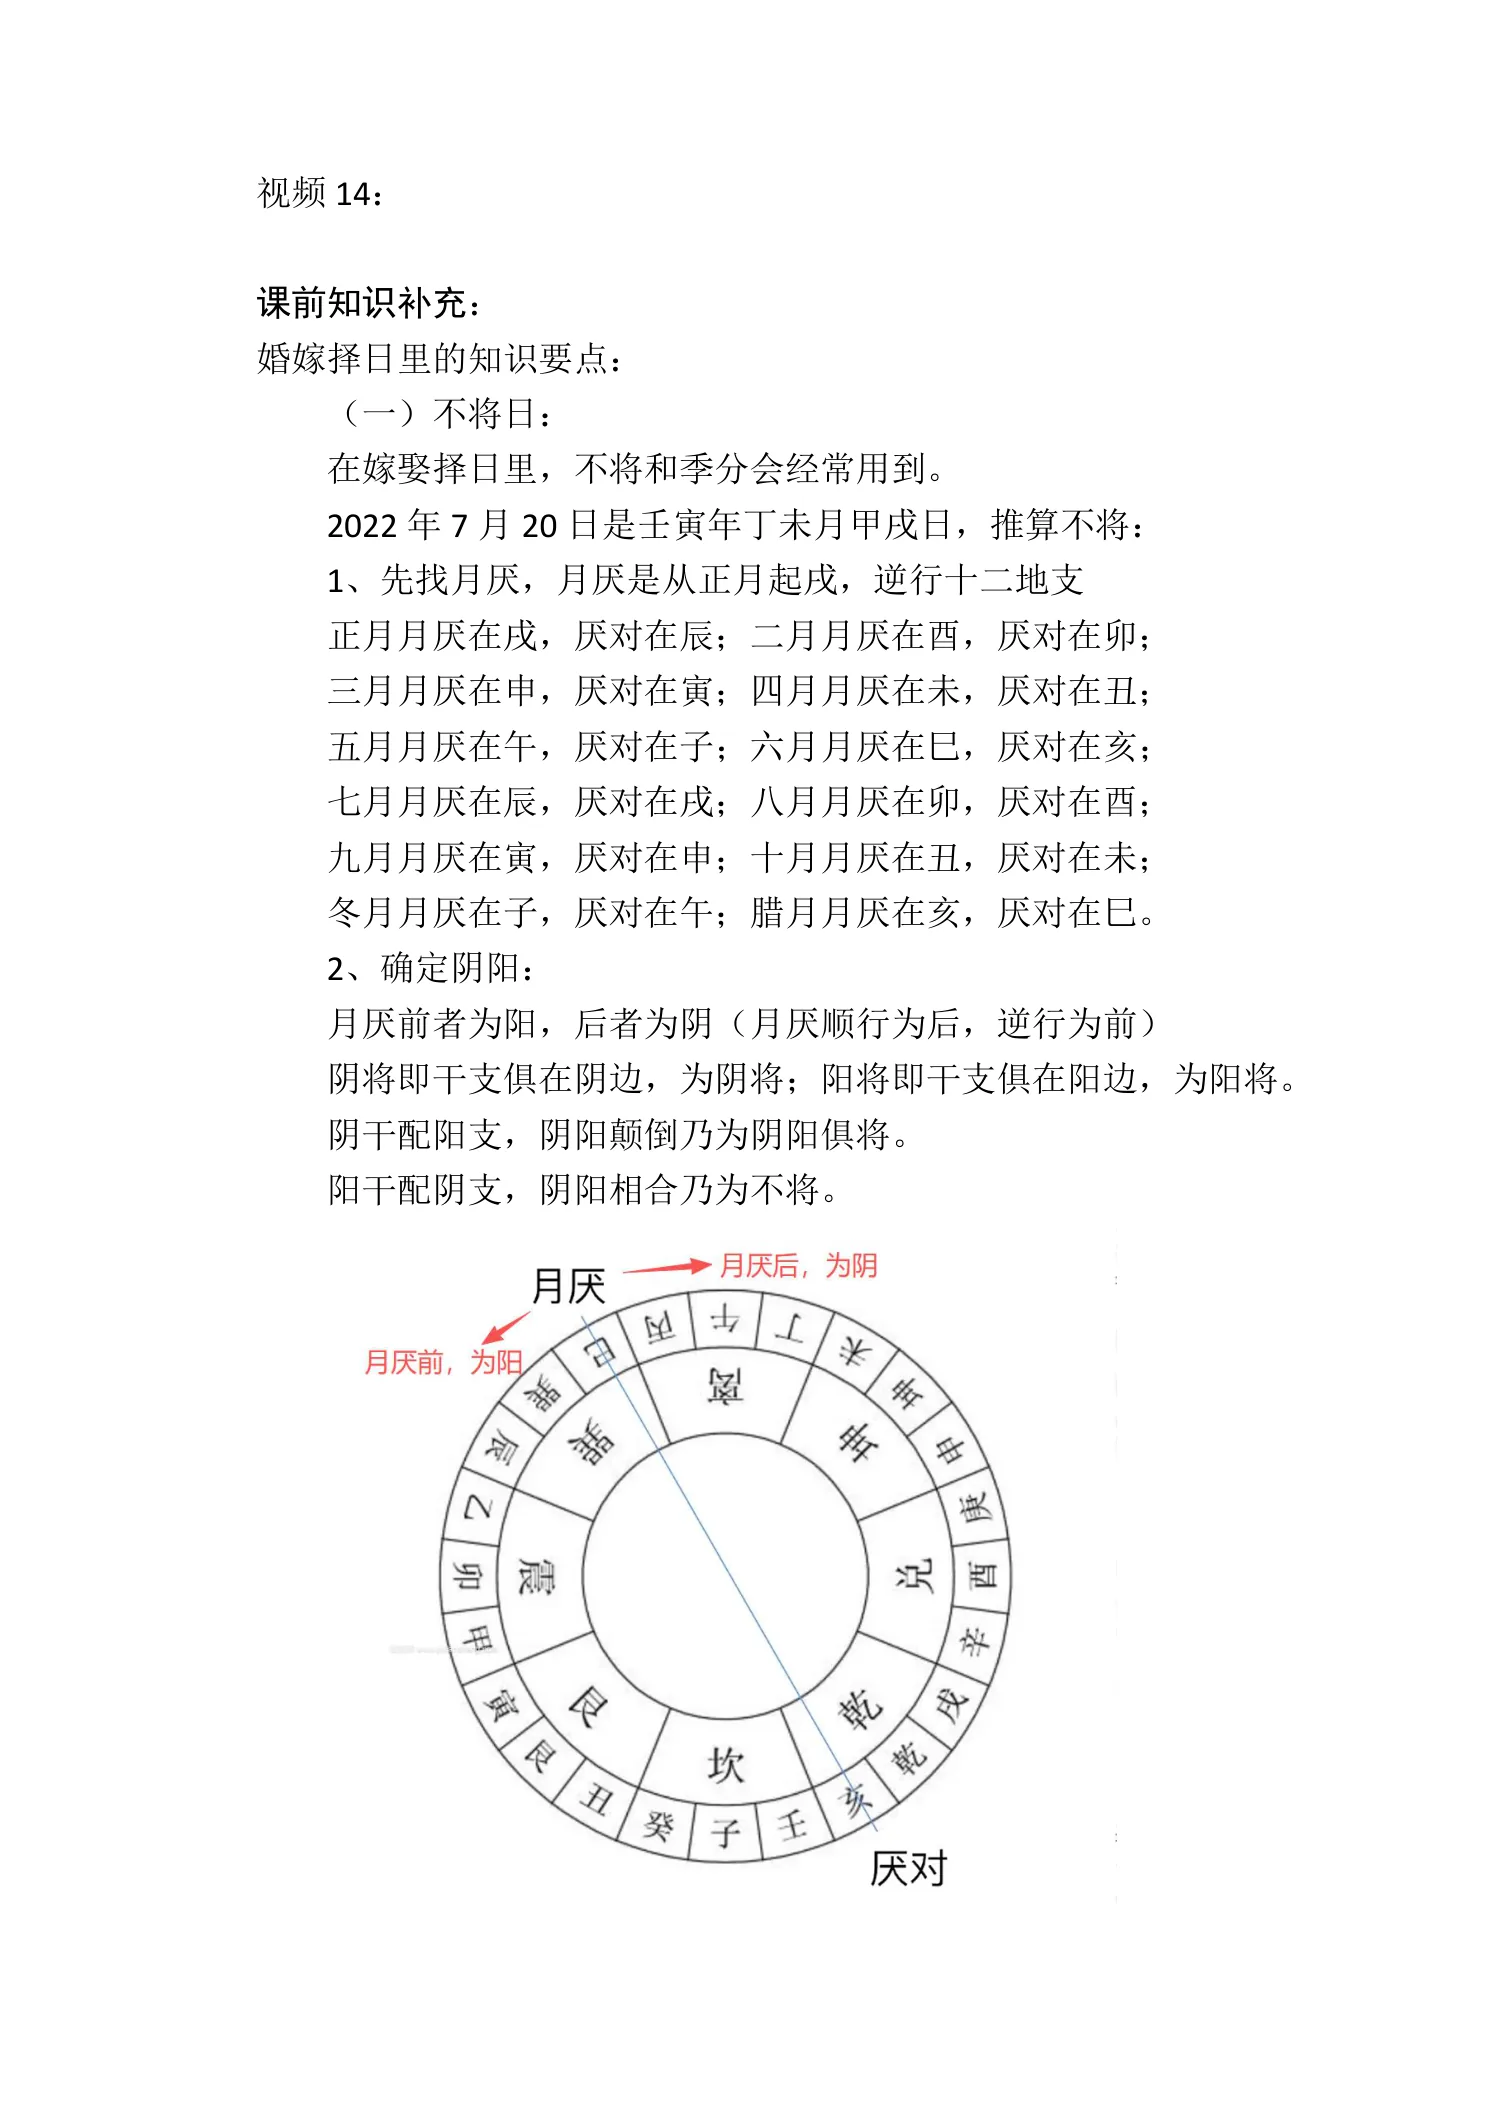 视频 14：
课前知识补充：
婚嫁择日里的知识要点：
（一）不将日：
在嫁娶择日里，不将和季分会经常用到。
2022 年 7 月 20 日是壬寅年丁未月甲戌日，推算不将：
1、先找月厌，月厌是从正月起戌，逆行十二地支
正月月厌在戌，厌对在辰；二月月厌在酉，厌对在卯；
三月月厌在申，厌对在寅；四月月厌在未，厌对在丑；
五月月厌在午，厌对在子；六月月厌在巳，厌对在亥；
七月月厌在辰，厌对在戌；八月月厌在卯，厌对在酉；
九月月厌在寅，厌对在申；十月月厌在丑，厌对在未；
冬月月厌在子，厌对在午；腊月月厌在亥，厌对在巳。
2、确定阴阳：
月厌前者为阳，后者为阴（月厌顺行为后，逆行为前）
阴将即干支俱在阴边，为阴将；阳将即干支俱在阳边，为阳将。
阴干配阳支，阴阳颠倒乃为阴阳俱将。
阳干配阴支，阴阳相合乃为不将。
月厌
月厌后，为阴
月厌前，为阳
午
丁
未
坤
申
庚
酉
辛
戌
乾
亥
壬
子
癸
丑
艮
寅
甲
卯
乙
辰
巽
巳
丙
离
坤
兑
乾
坎
艮
震
巽
厌对